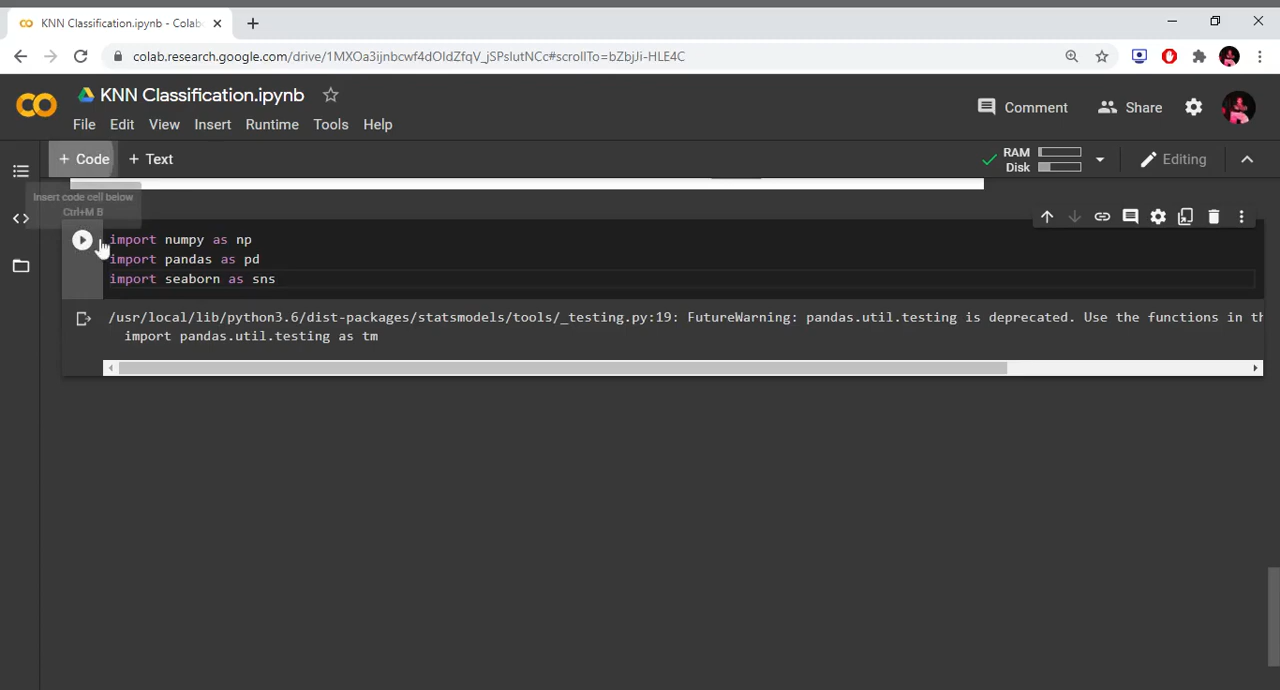 KNN Classification.ipynb - Colab
colab.research.google.com/drive/1MXOa3ijnbcwf4dOIdZfqV_jSPsIutNCc#scrollTo=bZbjJi-HLE4C
KNN Classification.ipynb
Comment
Share
File Edit View Insert Runtime Tools Help
+ Code + Text
RAM
Disk
Editing
Insert code cell below
Ctrl+M B
import numpy as np
import pandas as pd
import seaborn as sns
/usr/local/lib/python3.6/dist-packages/statsmodels/tools/_testing.py:19: FutureWarning: pandas.util.testing is deprecated. Use the functions in th
import pandas.util.testing as tm